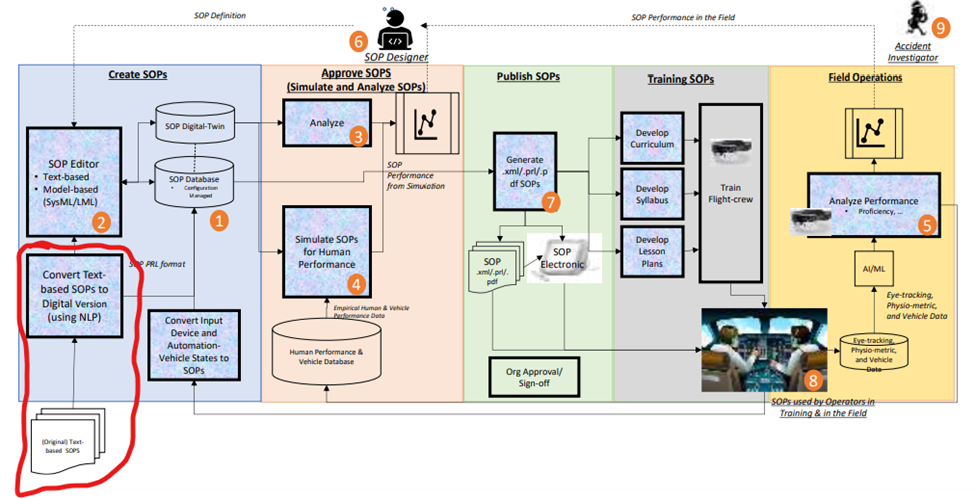 SOP Definition
6
SOP Designer
SOP Performance in the Field
9
Accident
Investigator
Create SOPs
SOP Digital-Twin
SOP Editor
• Text-based
• Model-based
(SysML/LML)
2
SOP Database
• Configuration
Managed
1
SOP PRL format
Convert Text-
based SOPs to
Digital Version
(using NLP)
Convert Input
Device and
Automation-
Vehicle States to
SOPs
(Original) Text-
based SOPS
Approve SOPS
(Simulate and Analyze SOPs)
Analyze
3
SOP
Performance
from Simulation
Simulate SOPs
for Human
Performance
4
Empirical Human & Vehicle
Performance Data
Human Performance &
Vehicle Database
Publish SOPs
Generate
.xml/.prl/.p
df SOPs
7
SOP
.xml/.prl/.
pdf
SOP
Electronic
Org Approval/
Sign-off
Training SOPs
Develop
Curriculum
Develop
Syllabus
Develop
Lesson
Plans
Train
Flight-crew
8
SOPs used by Operators in
Training & in the Field
Field Operations
Analyze Performance
• Proficiency, ...
5
AI/ML
Eye-tracking,
Physio-metric,
and Vehicle Data
Eye-tracking,
Physio-metric,
and Vehicle
Data